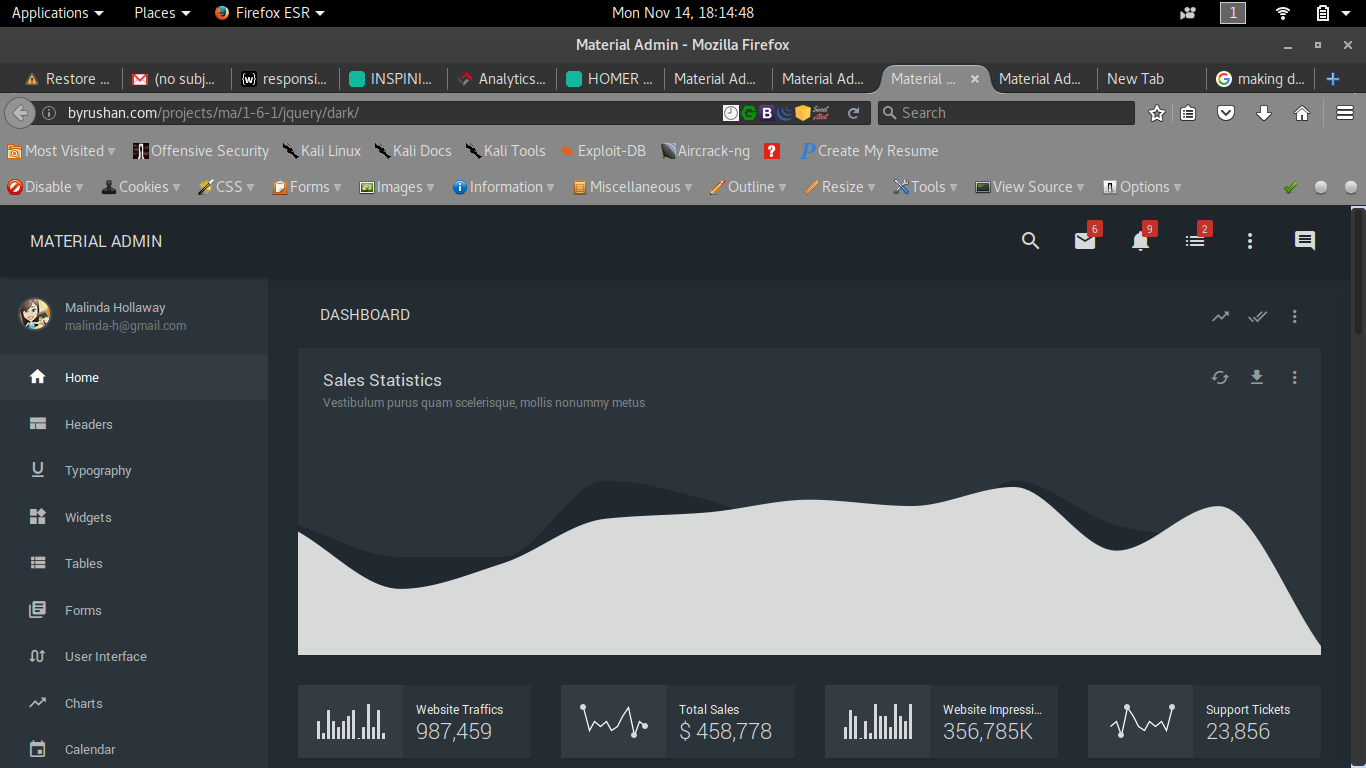 Applications Places Firefox ESR Mon Nov 14, 18:14:48 1
Material Admin - Mozilla Firefox
Restore ... (no subj... responsi... INSPINI... Analytics... HOMER ... Material Ad... Material Ad... Material ... Material Ad... New Tab making d...
byrushan.com/projects/ma/1-6-1/jquery/dark/ Search
Most Visited Offensive Security Kali Linux Kali Docs Kali Tools Exploit-DB Aircrack-ng Create My Resume
Disable Cookies CSS Forms Images Information Miscellaneous Outline Resize Tools View Source Options
MATERIAL ADMIN 6 9 2
Malinda Hollaway
malinda-h@gmail.com
Home
Headers
Typography
Widgets
Tables
Forms
User Interface
Charts
Calendar
DASHBOARD
Sales Statistics
Vestibulum purus quam scelerisque, mollis nonummy metus
Website Traffics
987,459
Total Sales
$ 458,778
Website Impressi...
356,785K
Support Tickets
23,856